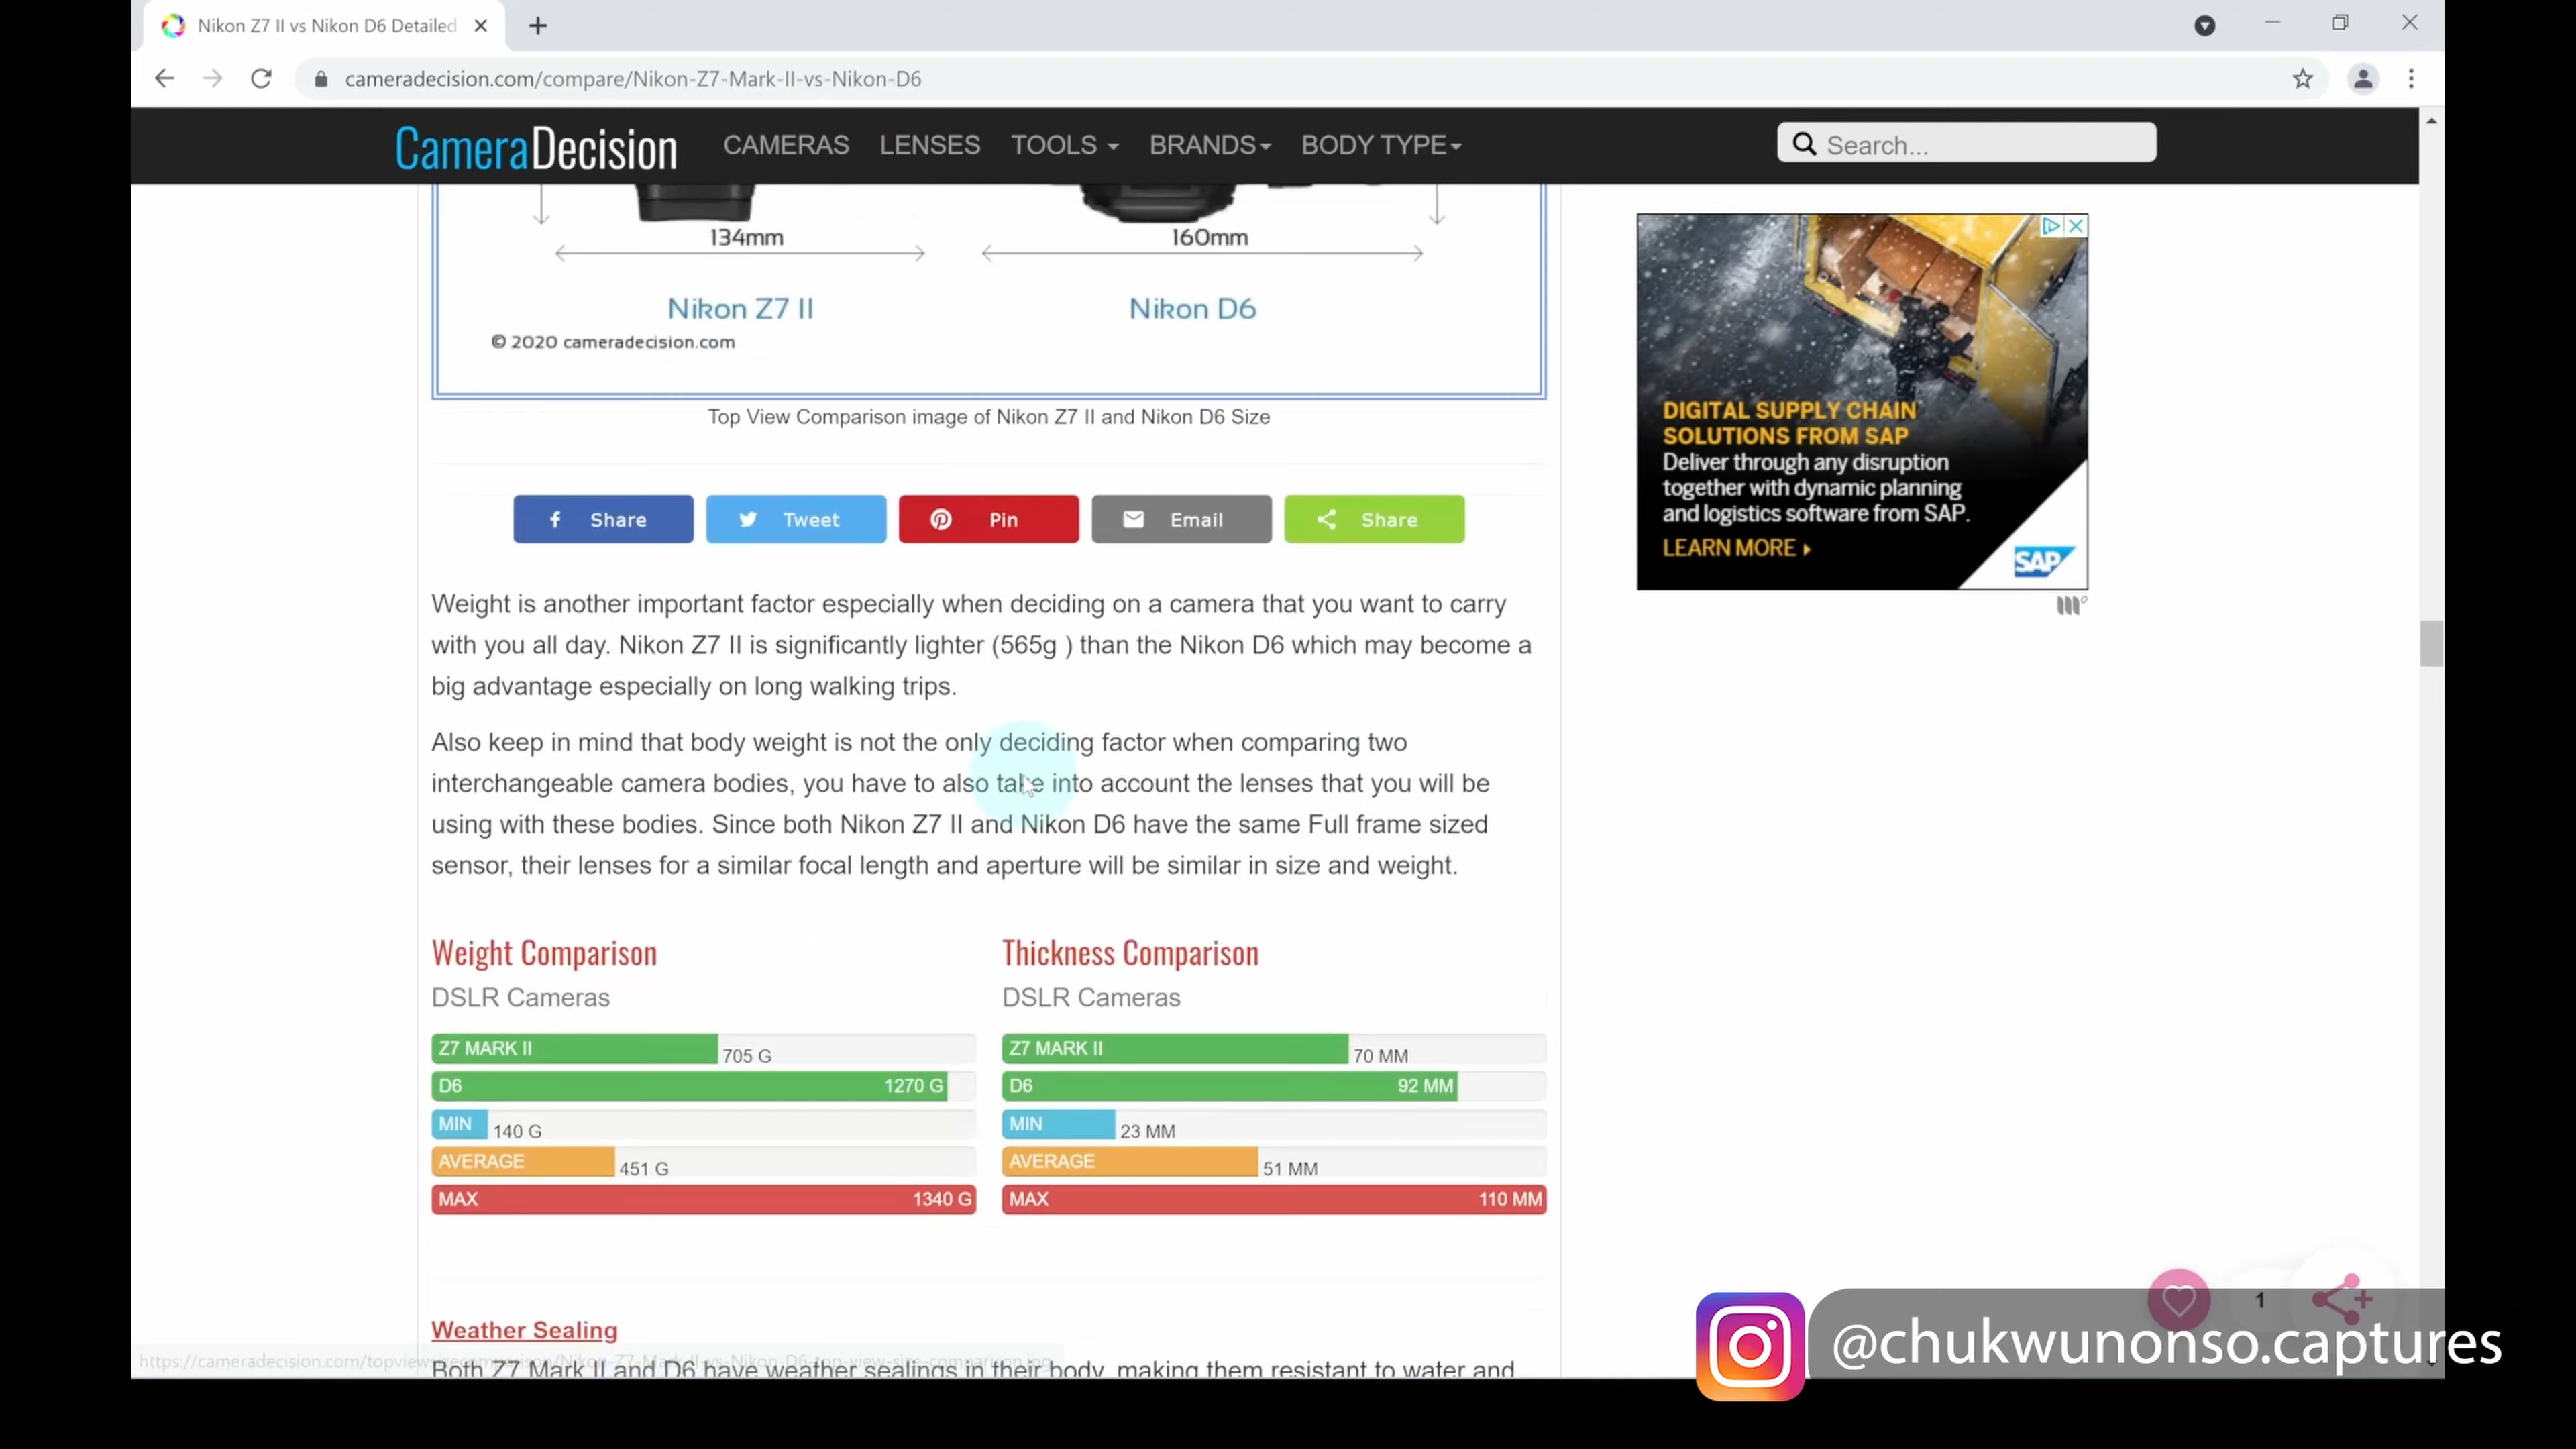 Nikon Z7 II vs Nikon D6 Detailed
cameradecision.com/compare/Nikon-Z7-Mark-II-vs-Nikon-D6
CameraDecision CAMERAS LENSES TOOLS BRANDS BODY TYPE Search...
134mm 160mm
Nikon Z7 II Nikon D6
© 2020 cameradecision.com
Top View Comparison image of Nikon Z7 II and Nikon D6 Size
Share Tweet Pin Email Share
DIGITAL SUPPLY CHAIN
SOLUTIONS FROM SAP
Deliver through any disruption
together with dynamic planning
and logistics software from SAP.
LEARN MORE
SAP
Weight is another important factor especially when deciding on a camera that you want to carry
with you all day. Nikon Z7 II is significantly lighter (565g ) than the Nikon D6 which may become a
big advantage especially on long walking trips.
Also keep in mind that body weight is not the only deciding factor when comparing two
interchangeable camera bodies, you have to also take into account the lenses that you will be
using with these bodies. Since both Nikon Z7 II and Nikon D6 have the same Full frame sized
sensor, their lenses for a similar focal length and aperture will be similar in size and weight.
Weight Comparison
DSLR Cameras
Z7 MARK II 705 G
D6 1270 G
MIN 140 G
AVERAGE 451 G
MAX 1340 G
Thickness Comparison
DSLR Cameras
Z7 MARK II 70 MM
D6 92 MM
MIN 23 MM
AVERAGE 51 MM
MAX 110 MM
Weather Sealing
Both Z7 Mark II and D6 have weather sealings in their body, making them resistant to water and
https://cameradecision.com/topviewsizecomparison/Nikon-Z7-Mark-II-vs-Nikon-D6-top-view-size-comparison.jpg
1
@chukwunonso.captures